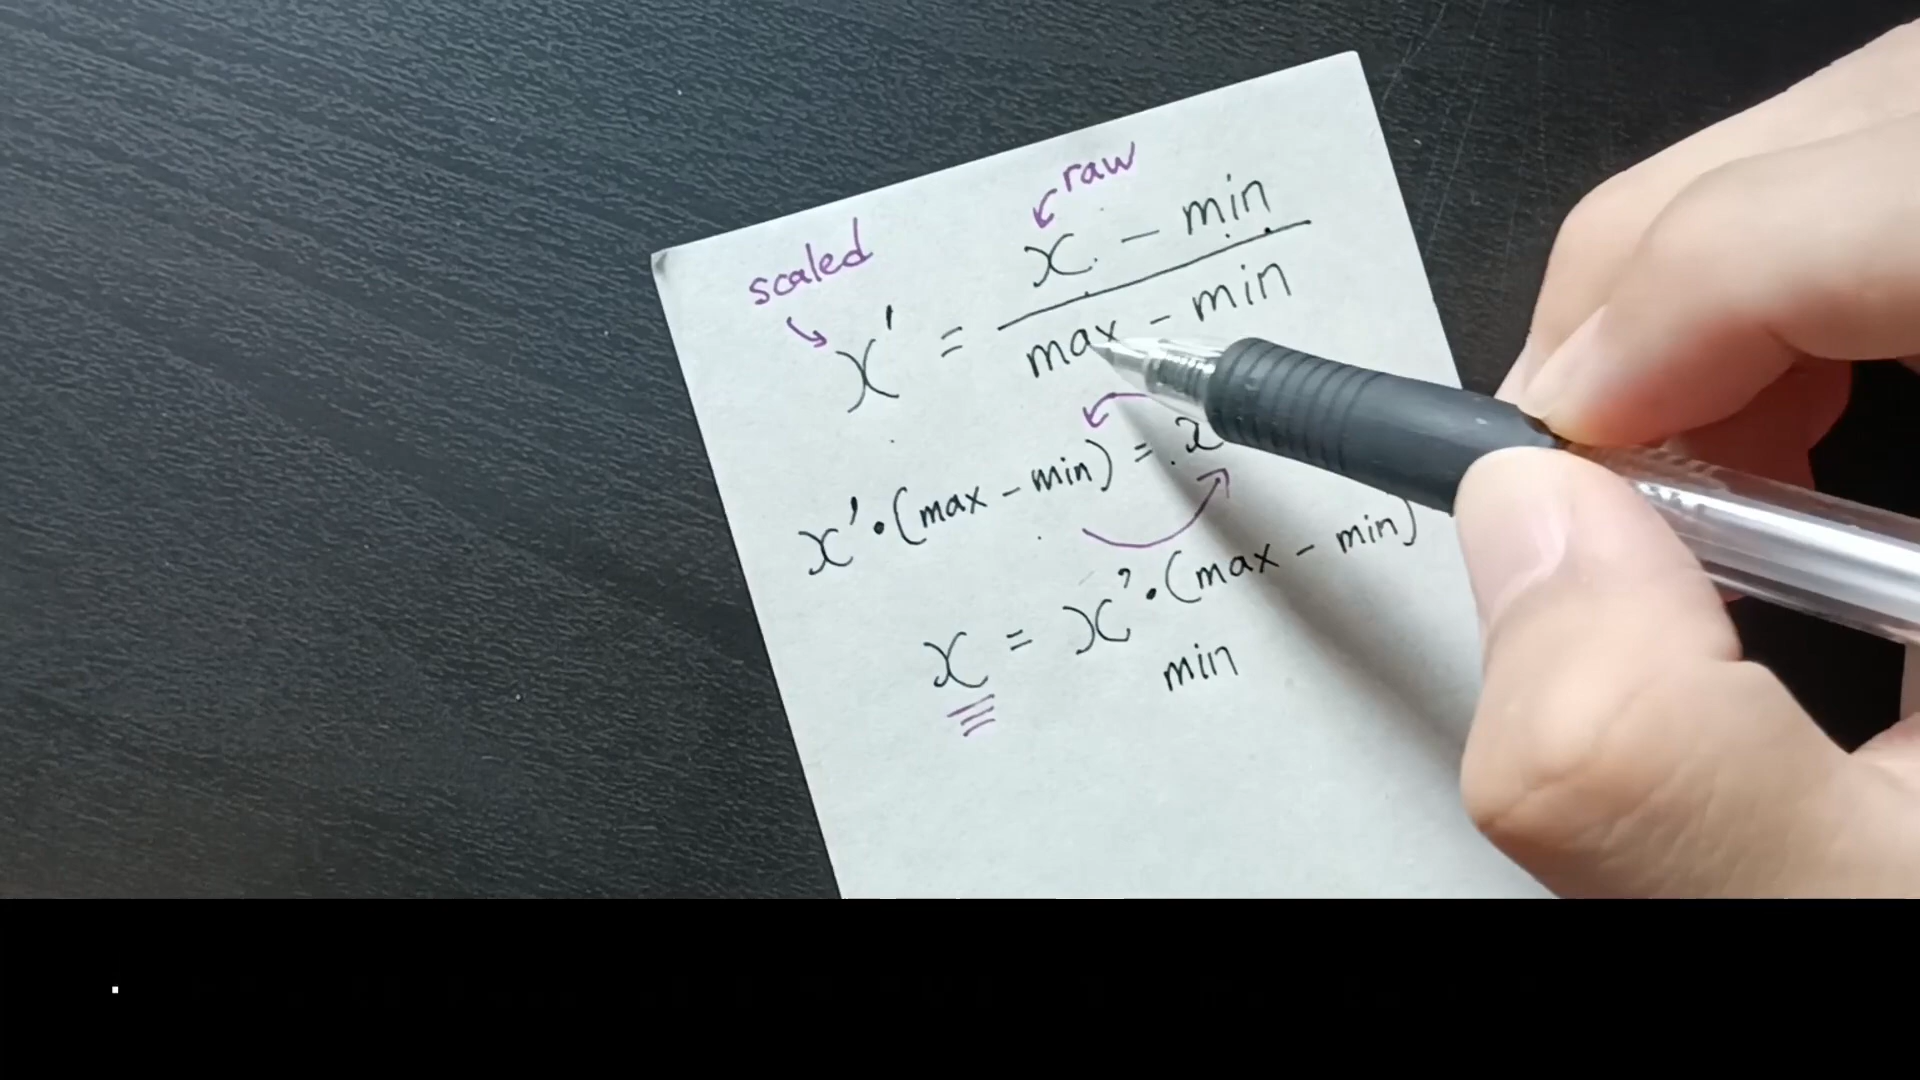 raw
scaled
x' = x - min / max - min
x' • (max - min) = x
x = x' • (max - min)
min